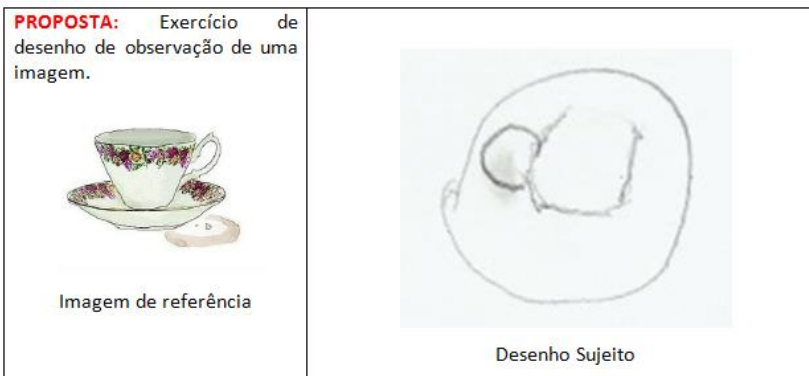 PROPOSTA: Exercício de
desenho de observação de uma
imagem.
Imagem de referência
Desenho Sujeito